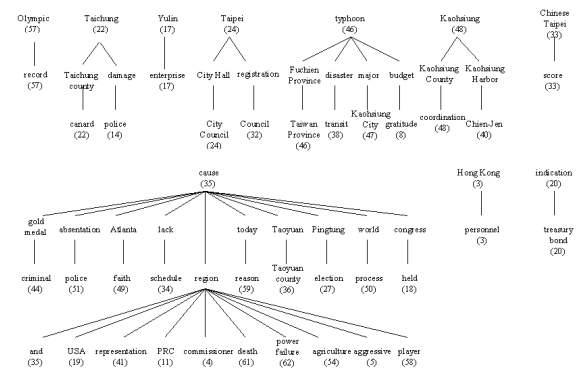 Olympic Taichung Yulin Taipei typhoon Kaohsiung Chinese Taipei
(57) (22) (17) (24) (46) (48) (33)
record Taichung county damage enterprise City Hall registration Fuchien Province disaster major budget Kaohsiung County Kaohsiung Harbor score
(57) (17) (33)
canard police City Council Council Taiwan Province transit Kaohsiung City gratitude coordination Chien-Jen
(22) (14) (24) (32) (46) (38) (47) (8) (48) (40)
cause Hong Kong indication
(35) (3) (20)
gold medal absentation Atlanta lack today Taoyuan Pingtung world congress personnel treasury bond
(3) (20)
criminal police faith schedule region reason Taoyuan county election process held
(44) (51) (49) (34) (59) (36) (27) (50) (18)
and USA representation PRC commissioner death power failure agriculture aggressive player
(35) (19) (41) (11) (4) (61) (62) (54) (5) (58)